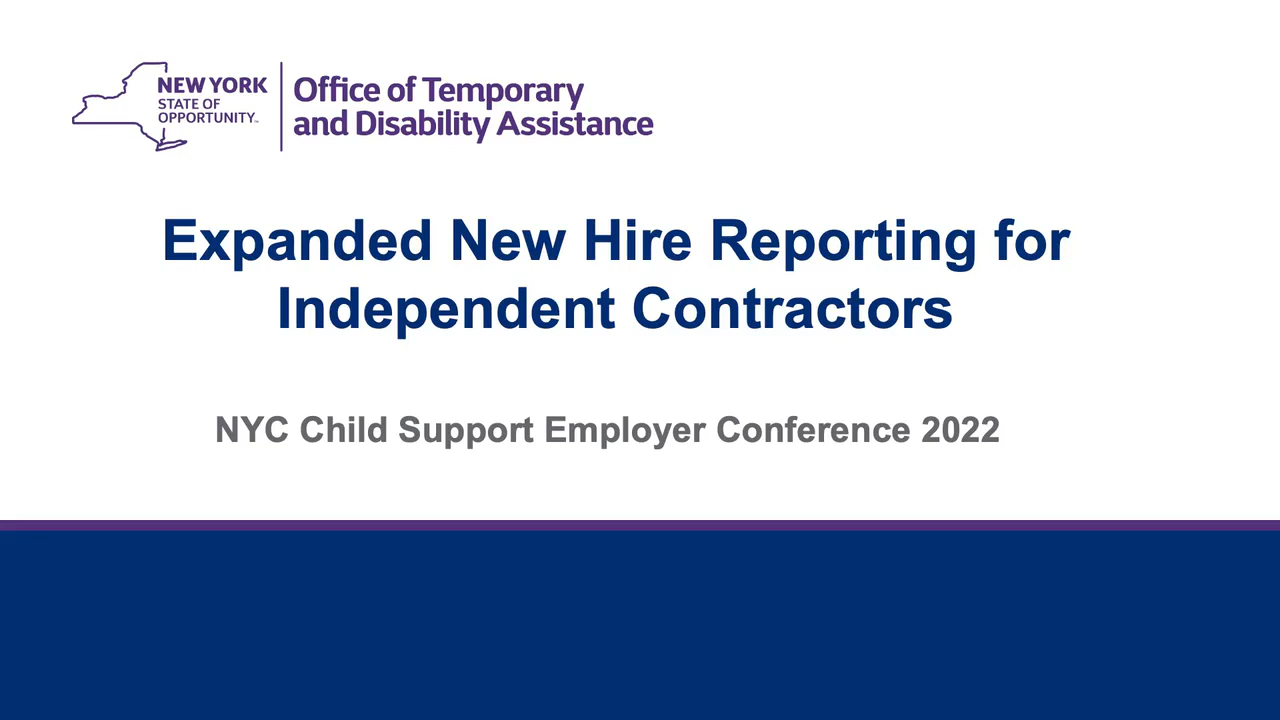 NEW YORK
STATE OF
OPPORTUNITY™
Office of Temporary
and Disability Assistance
Expanded New Hire Reporting for
Independent Contractors
NYC Child Support Employer Conference 2022